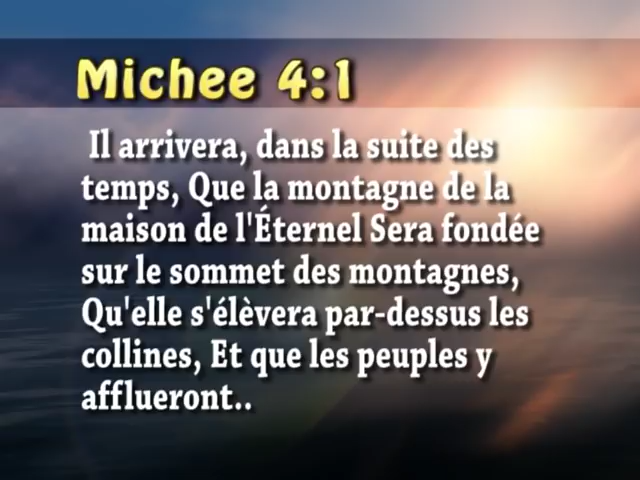 Michee 4:1
Il arrivera, dans la suite des
temps, Que la montagne de la
maison de l'Éternel Sera fondée
sur le sommet des montagnes,
Qu'elle s'élèvera par-dessus les
collines, Et que les peuples y
afflueront..